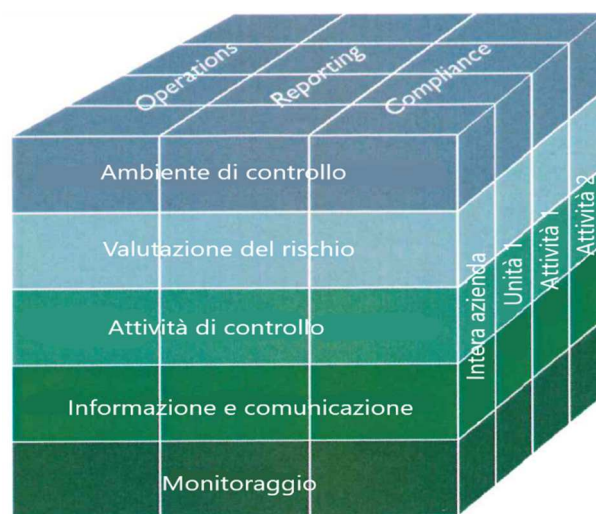 Operations
Reporting
Compliance
Ambiente di controllo
Valutazione del rischio
Attività di controllo
Informazione e comunicazione
Monitoraggio
Intera azienda
Unità 1
Attività 1
Attività 2